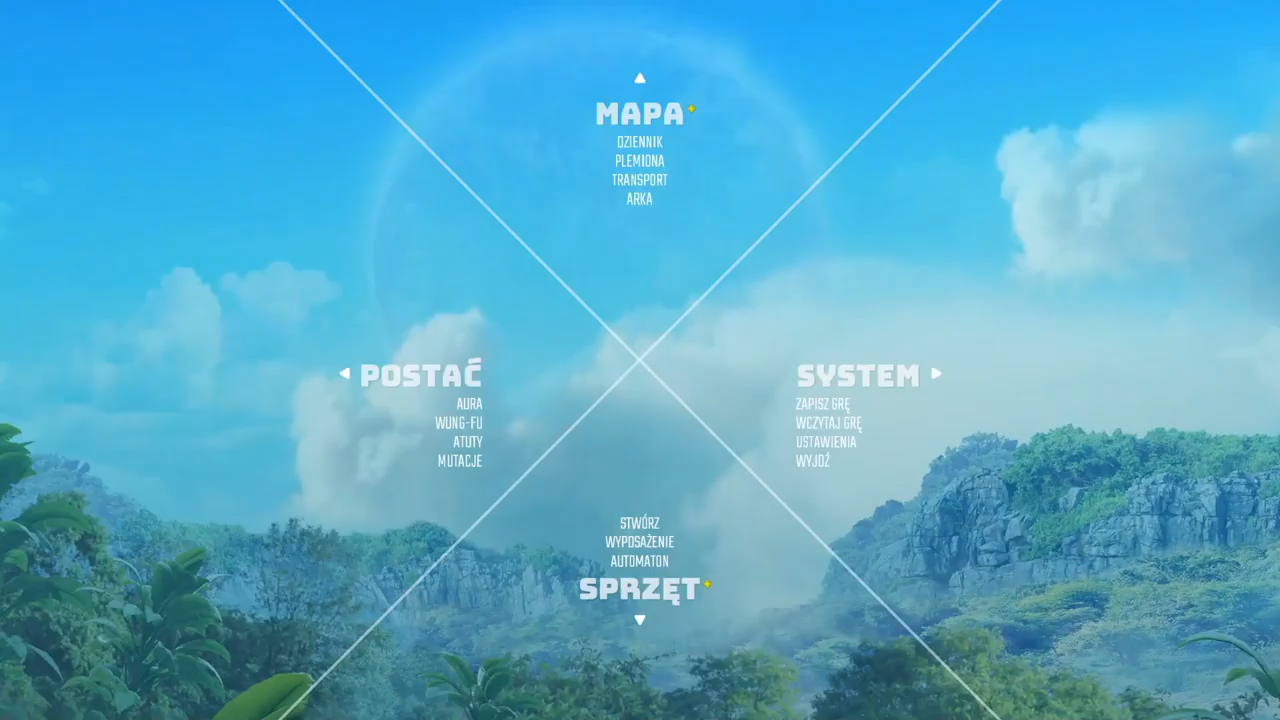 MAPA
DZIENNIK
PLEMIONA
TRANSPORT
ARKA
POSTAĆ
AURA
WUNG-FU
ATUTY
MUTACJE
SYSTEM
ZAPISZ GRĘ
WCZYTAJ GRĘ
USTAWIENIA
WYJDŹ
STWÓRZ
WYPOSAŻENIE
AUTOMATON
SPRZĘT